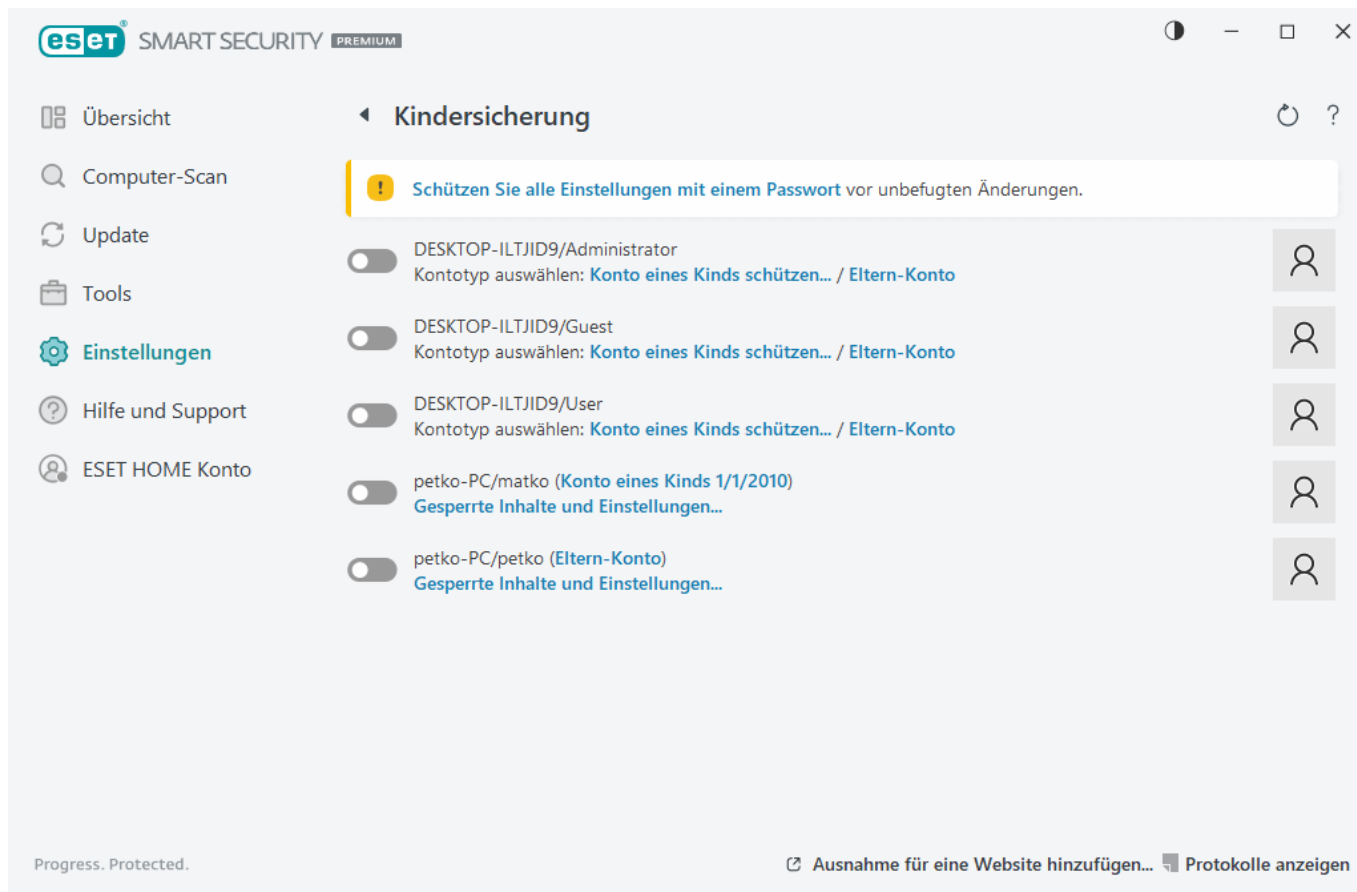 eset® SMART SECURITY PREMIUM
Übersicht
Computer-Scan
Update
Tools
Einstellungen
Hilfe und Support
ESET HOME Konto
Kindersicherung
?
! Schützen Sie alle Einstellungen mit einem Passwort vor unbefugten Änderungen.
DESKTOP-ILTJID9/Administrator
Kontotyp auswählen: Konto eines Kinds schützen... / Eltern-Konto
DESKTOP-ILTJID9/Guest
Kontotyp auswählen: Konto eines Kinds schützen... / Eltern-Konto
DESKTOP-ILTJID9/User
Kontotyp auswählen: Konto eines Kinds schützen... / Eltern-Konto
petko-PC/matko (Konto eines Kinds 1/1/2010)
Gesperrte Inhalte und Einstellungen...
petko-PC/petko (Eltern-Konto)
Gesperrte Inhalte und Einstellungen...
Progress. Protected.
Ausnahme für eine Website hinzufügen... Protokolle anzeigen